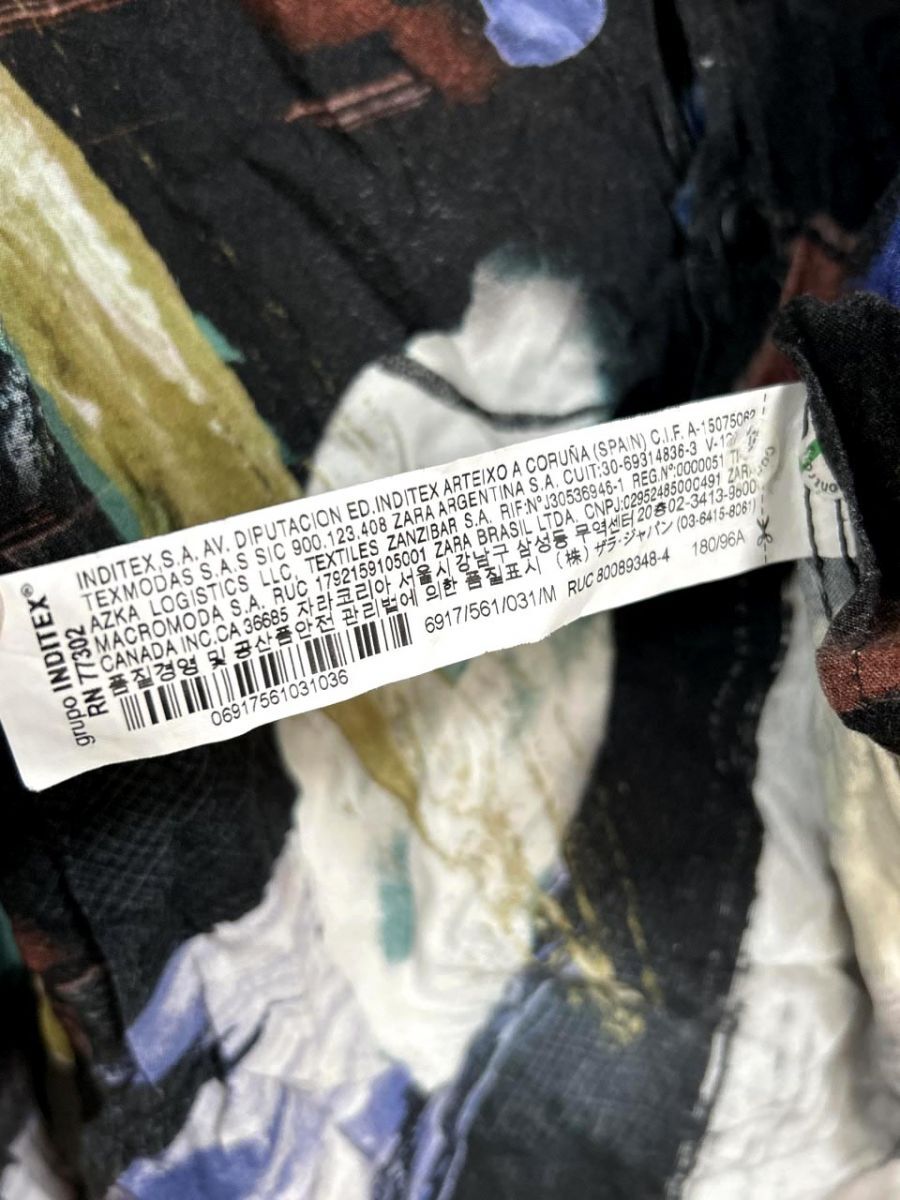 grupo INDITEX®
RN 77302
INDITEX,S.A. AV. DIPUTACION ED.INDITEX ARTEIXO A CORUÑA (SPAIN) C.I.F. A-15075062
TEXMODAS S.A.S SIC 900.123.408 ZARA ARGENTINA S.A. CUIT:30-69314836-3
AZKA LOGISTICS LLC. TEXTILES ZANZIBAR S.A. RIF:Nº J30536946-1 REG.Nº:0000051
MACROMODA S.A. RUC 1792159105001 ZARA BRASIL LTDA. CNPJ:02952485000491 ZARA
CANADA INC.CA 36685 자라코리아 서울시 강남구 삼성동 무역센터 20층02-3413-9800
품질경영 및 공산품안전 관리법에 의한 품질표시 (株) ザラ・ジャパン (03-6415-8061)
06917561031036
6917/561/031/M RUC 80089348-4 180/96A